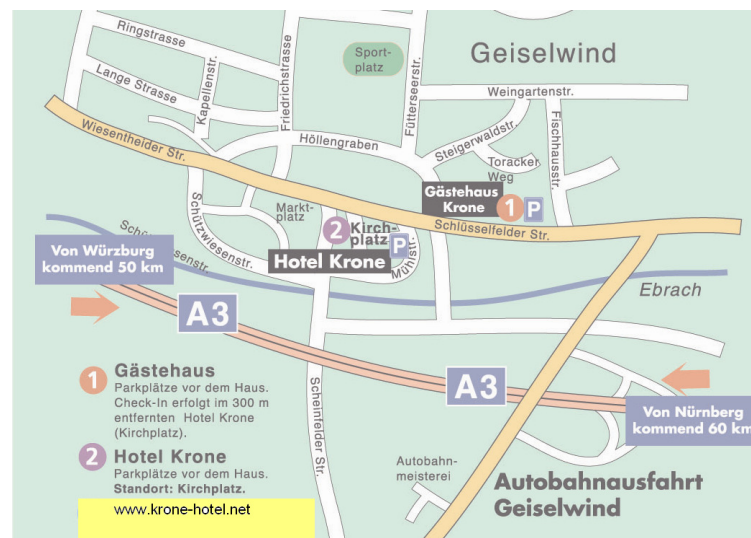 Ringstrasse
Lange Strasse
Kapellenstr.
Friedrichstrasse
Sport-
platz
Fütterseerstr.
Geiselwind
Weingartenstr.
Wiesentheider Str.
Höllengraben
Steigerwaldstr.
Fischhausstr.
Toracker
Weg
Gästehaus
Krone
1
P
Schlüsselfelder Str.
Schützwiesenstr.
Markt-
platz
2
Kirch-
platz
P
Mühlstr.
Hotel Krone
Von Würzburg
kommend 50 km
Ebrach
A3
A3
Scheinfelder Str.
Von Nürnberg
kommend 60 km
1
Gästehaus
Parkplätze vor dem Haus.
Check-In erfolgt im 300 m
entfernten Hotel Krone
(Kirchplatz).
2
Hotel Krone
Parkplätze vor dem Haus.
Standort: Kirchplatz.
www.krone-hotel.net
Autobahn-
meisterei
Autobahnausfahrt
Geiselwind